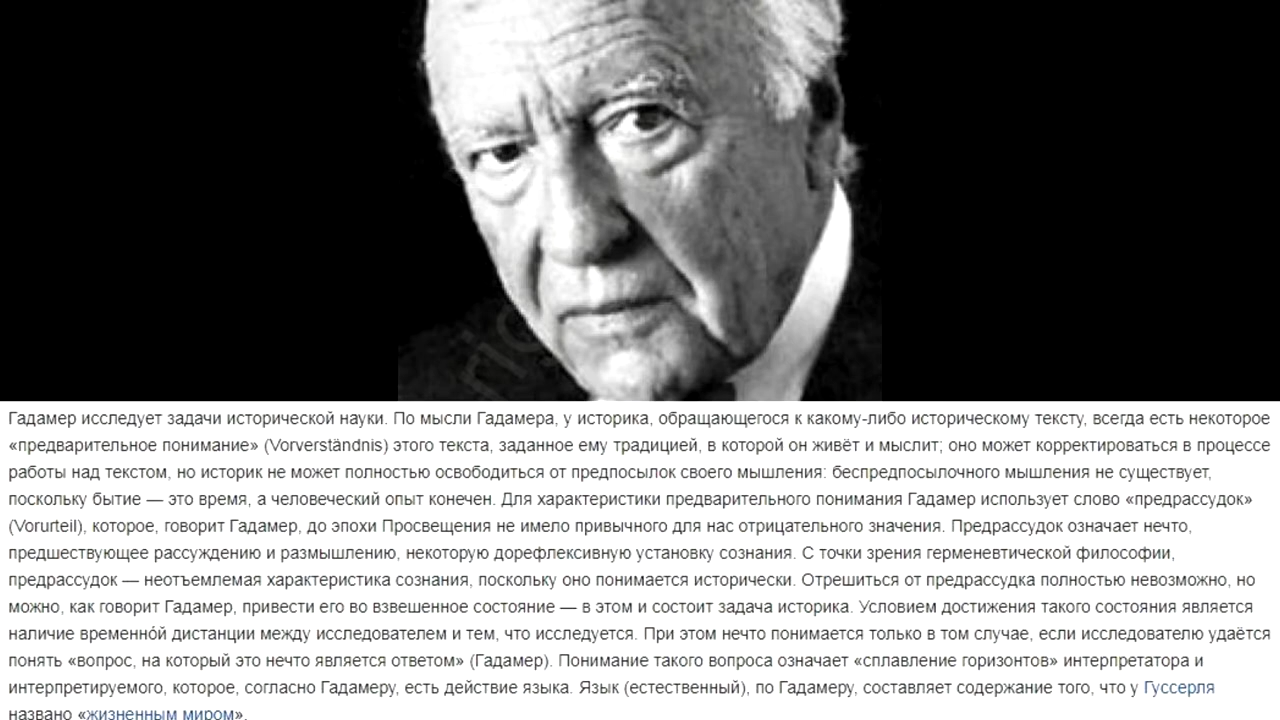 Гадамер исследует задачи исторической науки. По мысли Гадамера, у историка, обращающегося к какому-либо историческому тексту, всегда есть некоторое
«предварительное понимание» (Vorverständnis) этого текста, заданное ему традицией, в которой он живёт и мыслит; оно может корректироваться в процессе
работы над текстом, но историк не может полностью освободиться от предпосылок своего мышления: беспредпосылочного мышления не существует,
поскольку бытие — это время, а человеческий опыт конечен. Для характеристики предварительного понимания Гадамер использует слово «предрассудок»
(Vorurteil), которое, говорит Гадамер, до эпохи Просвещения не имело привычного для нас отрицательного значения. Предрассудок означает нечто,
предшествующее рассуждению и размышлению, некоторую дорефлексивную установку сознания. С точки зрения герменевтической философии,
предрассудок — неотъемлемая характеристика сознания, поскольку оно понимается исторически. Отрешиться от предрассудка полностью невозможно, но
можно, как говорит Гадамер, привести его во взвешенное состояние — в этом и состоит задача историка. Условием достижения такого состояния является
наличие временно́й дистанции между исследователем и тем, что исследуется. При этом нечто понимается только в том случае, если исследователю удаётся
понять «вопрос, на который это нечто является ответом» (Гадамер). Понимание такого вопроса означает «сплавление горизонтов» интерпретатора и
интерпретируемого, которое, согласно Гадамеру, есть действие языка. Язык (естественный), по Гадамеру, составляет содержание того, что у Гуссерля
названо «жизненным миром».